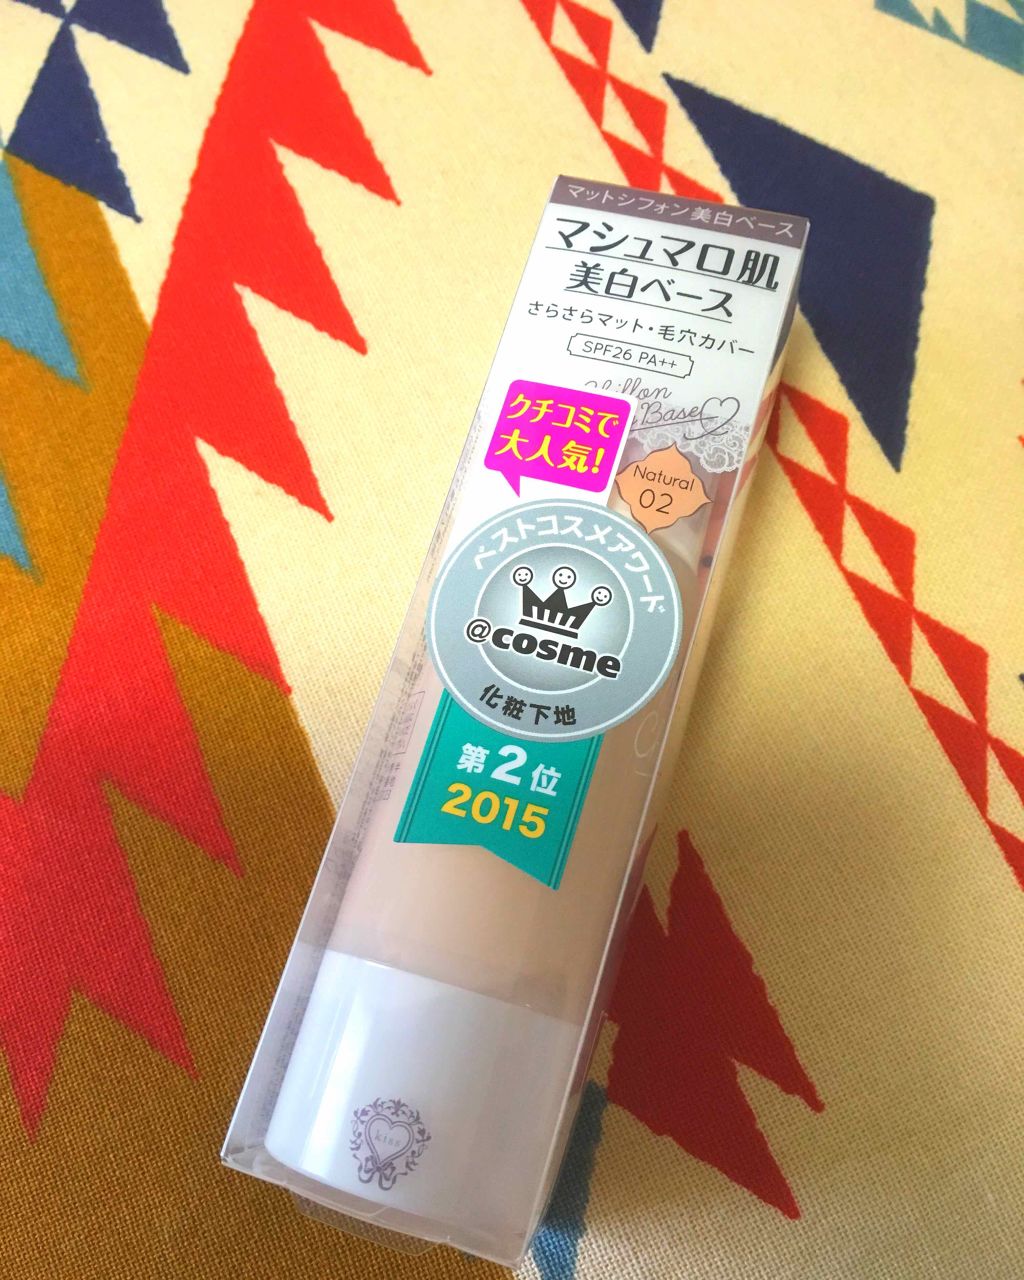 マットシフォン美白ベース
マシュマロ肌
美白ベース
さらさらマット・毛穴カバー
SPF26 PA++
Base
クチコミで
大人気!
Natural
02
ベストコスメアワード
@cosme
化粧下地
第2位
2015
kiss